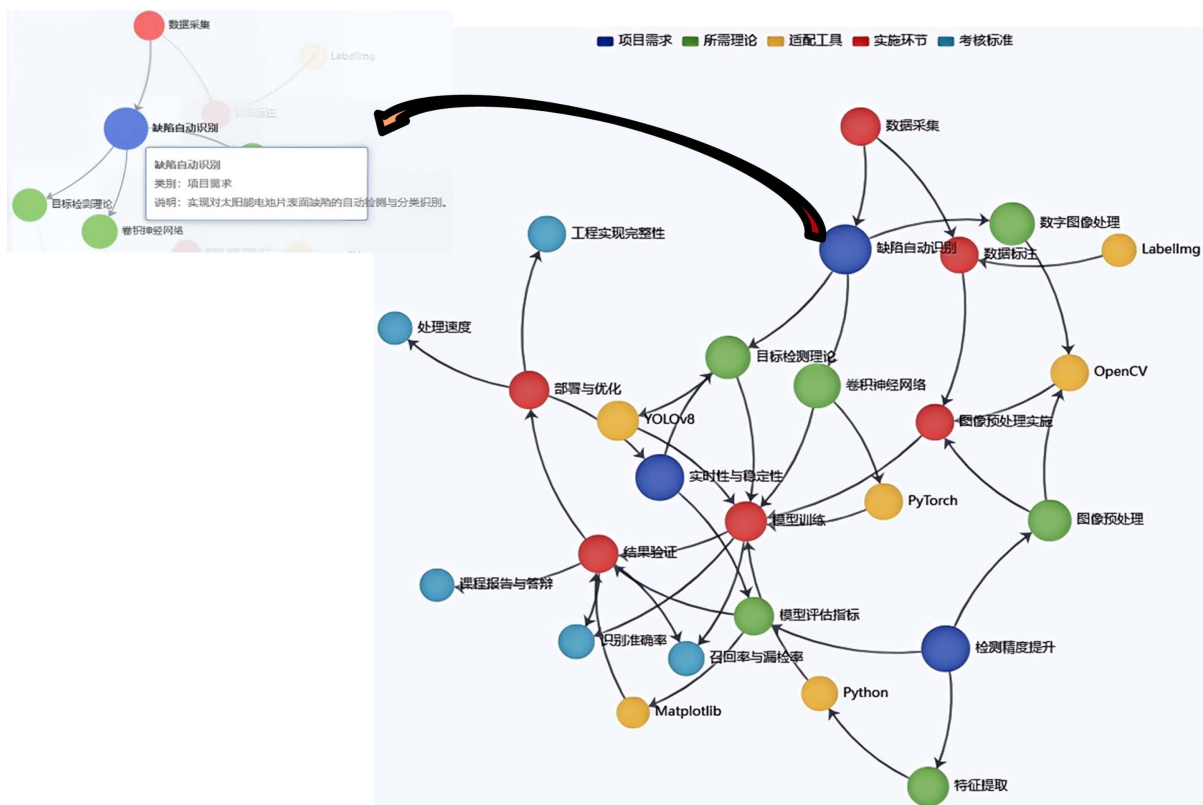 数据采集
LabelImg
数据标注
缺陷自动识别
缺陷自动识别
类别：项目需求
说明：实现对太阳能电池片表面缺陷的自动检测与分类识别。
目标检测理论
卷积神经网络
项目需求 所需理论 适配工具 实施环节 考核标准
数据采集
数字图像处理
工程实现完整性
缺陷自动识别
数据标注
LabelImg
处理速度
目标检测理论
OpenCV
部署与优化
卷积神经网络
YOLOv8
图像预处理实施
实时性与稳定性
PyTorch
模型训练
图像预处理
结果验证
课程报告与答辩
模型评估指标
识别准确率
检测精度提升
召回率与漏检率
Python
Matplotlib
特征提取